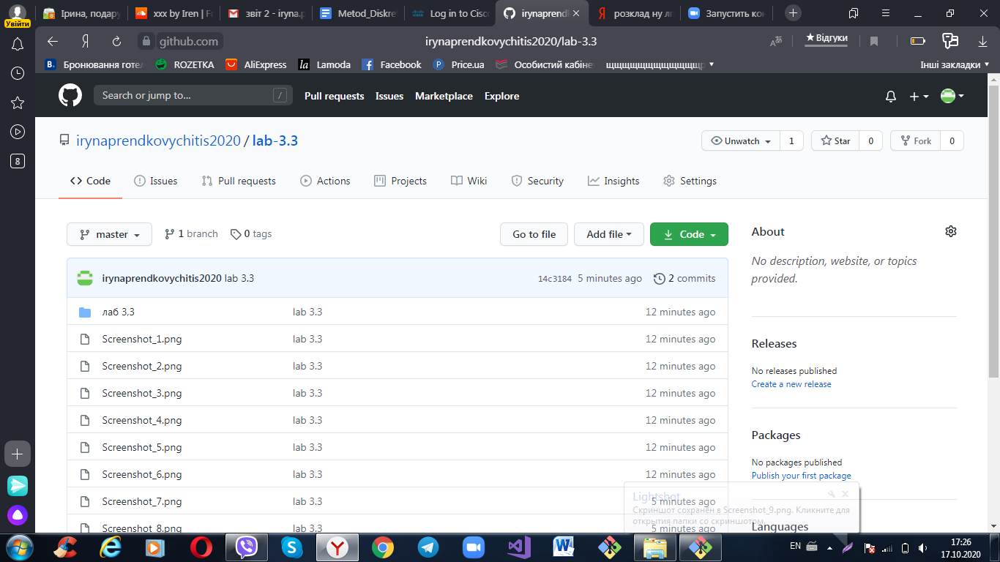 Увійти
Ірина, подару
xxx by Iren | F
звіт 2 - iryna.p
Metod_Diskre
Log in to Cisc
irynaprend
розклад ну л
Запустить ко
github.com
irynaprendkovychitis2020/lab-3.3
Відгуки
Бронювання готел
ROZETKA
AliExpress
Lamoda
Facebook
Price.ua
Особистий кабінет
щщщщщщщщщщщр
Інші закладки
8
Search or jump to...
/
Pull requests
Issues
Marketplace
Explore
irynaprendkovychitis2020 / lab-3.3
Unwatch 1
Star 0
Fork 0
Code
Issues
Pull requests
Actions
Projects
Wiki
Security
Insights
Settings
master
1 branch
0 tags
Go to file
Add file
Code
irynaprendkovychitis2020 lab 3.3
14c3184 5 minutes ago
2 commits
лаб 3,3 lab 3.3 12 minutes ago
Screenshot_1.png lab 3.3 12 minutes ago
Screenshot_2.png lab 3.3 12 minutes ago
Screenshot_3.png lab 3.3 12 minutes ago
Screenshot_4.png lab 3.3 12 minutes ago
Screenshot_5.png lab 3.3 12 minutes ago
Screenshot_6.png lab 3.3 12 minutes ago
Screenshot_7.png lab 3.3 5 minutes ago
Screenshot_8.png lab 3.3 5 minutes ago
About
No description, website, or topics
provided.
Releases
No releases published
Create a new release
Packages
No packages published
Publish your first package
Languages
Lightshot
Скриншот сохранен в Screenshot_9.png. Кликните для
открытия папки со скриншотом.
EN
17:26
17.10.2020